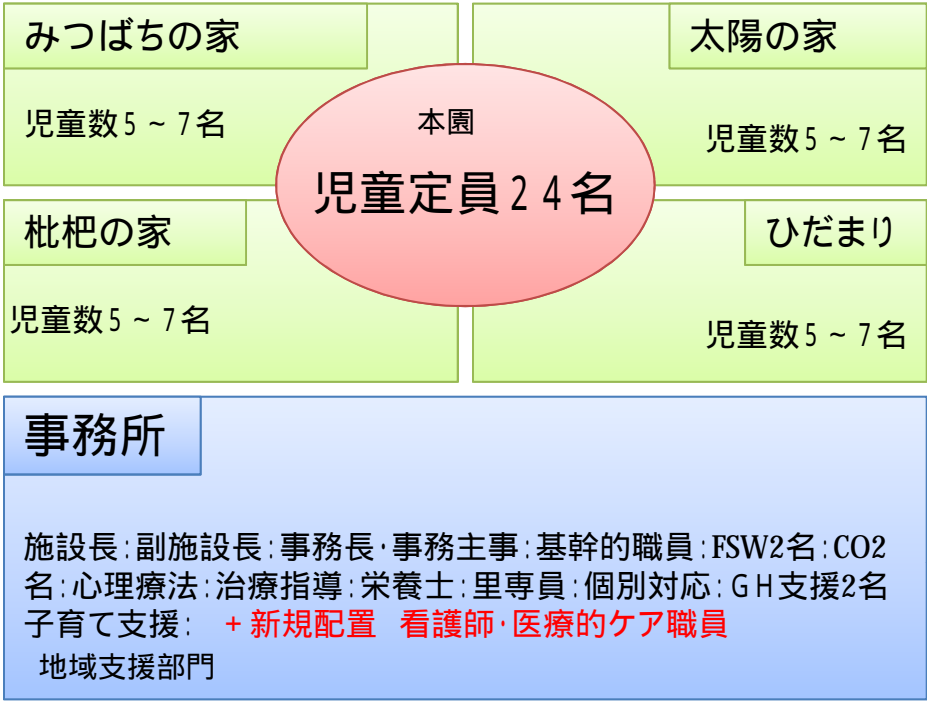 みつばちの家
児童数５～７名
太陽の家
児童数５～７名
本園
児童定員２４名
枇杷の家
児童数５～７名
ひだまり
児童数５～７名
事務所
施設長:副施設長:事務長･事務主事:基幹的職員:FSW2名:CO2
名:心理療法:治療指導:栄養士:里専員:個別対応:ＧＨ支援2名
子育て支援:　＋新規配置　看護師･医療的ケア職員
地域支援部門